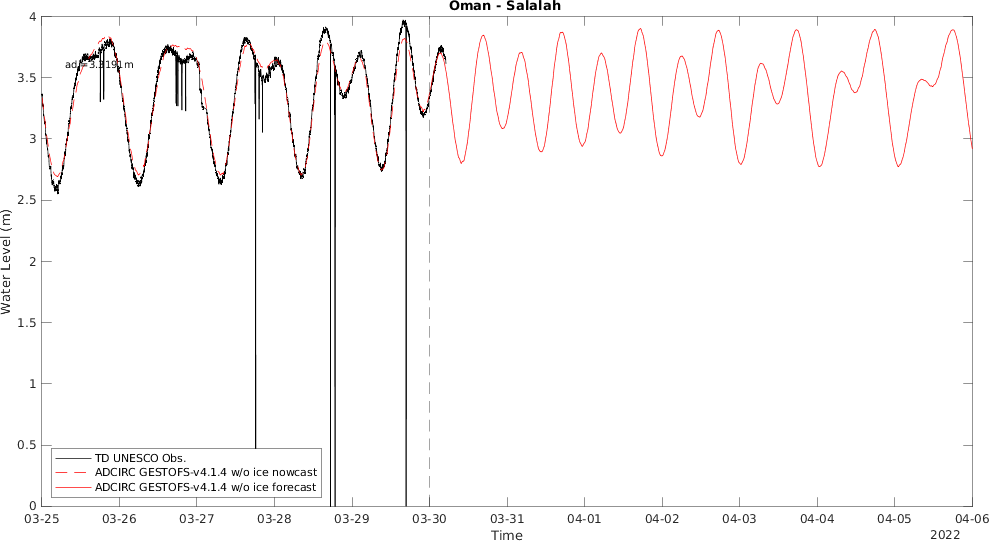 Oman - Salalah
4
3.5
3
2.5
2
1.5
1
0.5
0
Water Level (m)
adj=3.3191m
TD UNESCO Obs.
ADCIRC GESTOFS-v4.1.4 w/o ice nowcast
ADCIRC GESTOFS-v4.1.4 w/o ice forecast
03-25 03-26 03-27 03-28 03-29 03-30 03-31 04-01 04-02 04-03 04-04 04-05 04-06
Time
2022